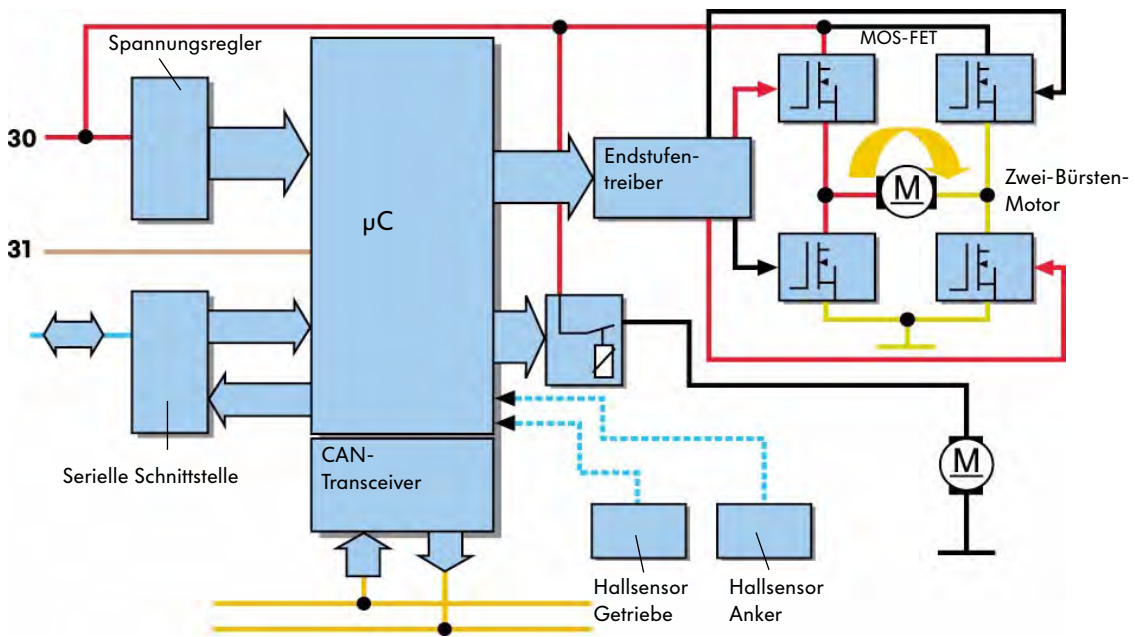 Spannungsregler
MOS-FET
30
Endstufen-
treiber
Zwei-Bürsten-
Motor
M
µC
31
CAN-
Transceiver
Serielle Schnittstelle
M
Hallsensor
Getriebe
Hallsensor
Anker